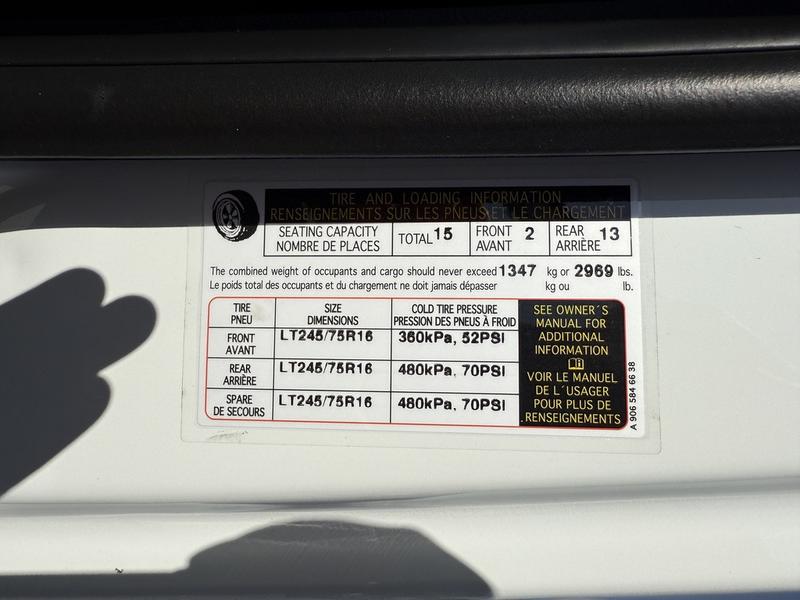 TIRE AND LOADING INFORMATION
RENSEIGNEMENTS SUR LES PNEUS ET LE CHARGEMENT
SEATING CAPACITY
NOMBRE DE PLACES
TOTAL 15
FRONT
AVANT 2
REAR
ARRIÈRE 13
The combined weight of occupants and cargo should never exceed 1347 kg or 2969 lbs.
Le poids total des occupants et du chargement ne doit jamais dépasser kg ou lb.
TIRE
PNEU
SIZE
DIMENSIONS
COLD TIRE PRESSURE
PRESSION DES PNEUS À FROID
FRONT
AVANT
LT245/75R16
360kPa, 52PSI
REAR
ARRIÈRE
LT245/75R16
480kPa, 70PSI
SPARE
DE SECOURS
LT245/75R16
480kPa, 70PSI
SEE OWNER´S
MANUAL FOR
ADDITIONAL
INFORMATION
VOIR LE MANUEL
DE L´USAGER
POUR PLUS DE
RENSEIGNEMENTS
A 906 584 66 38